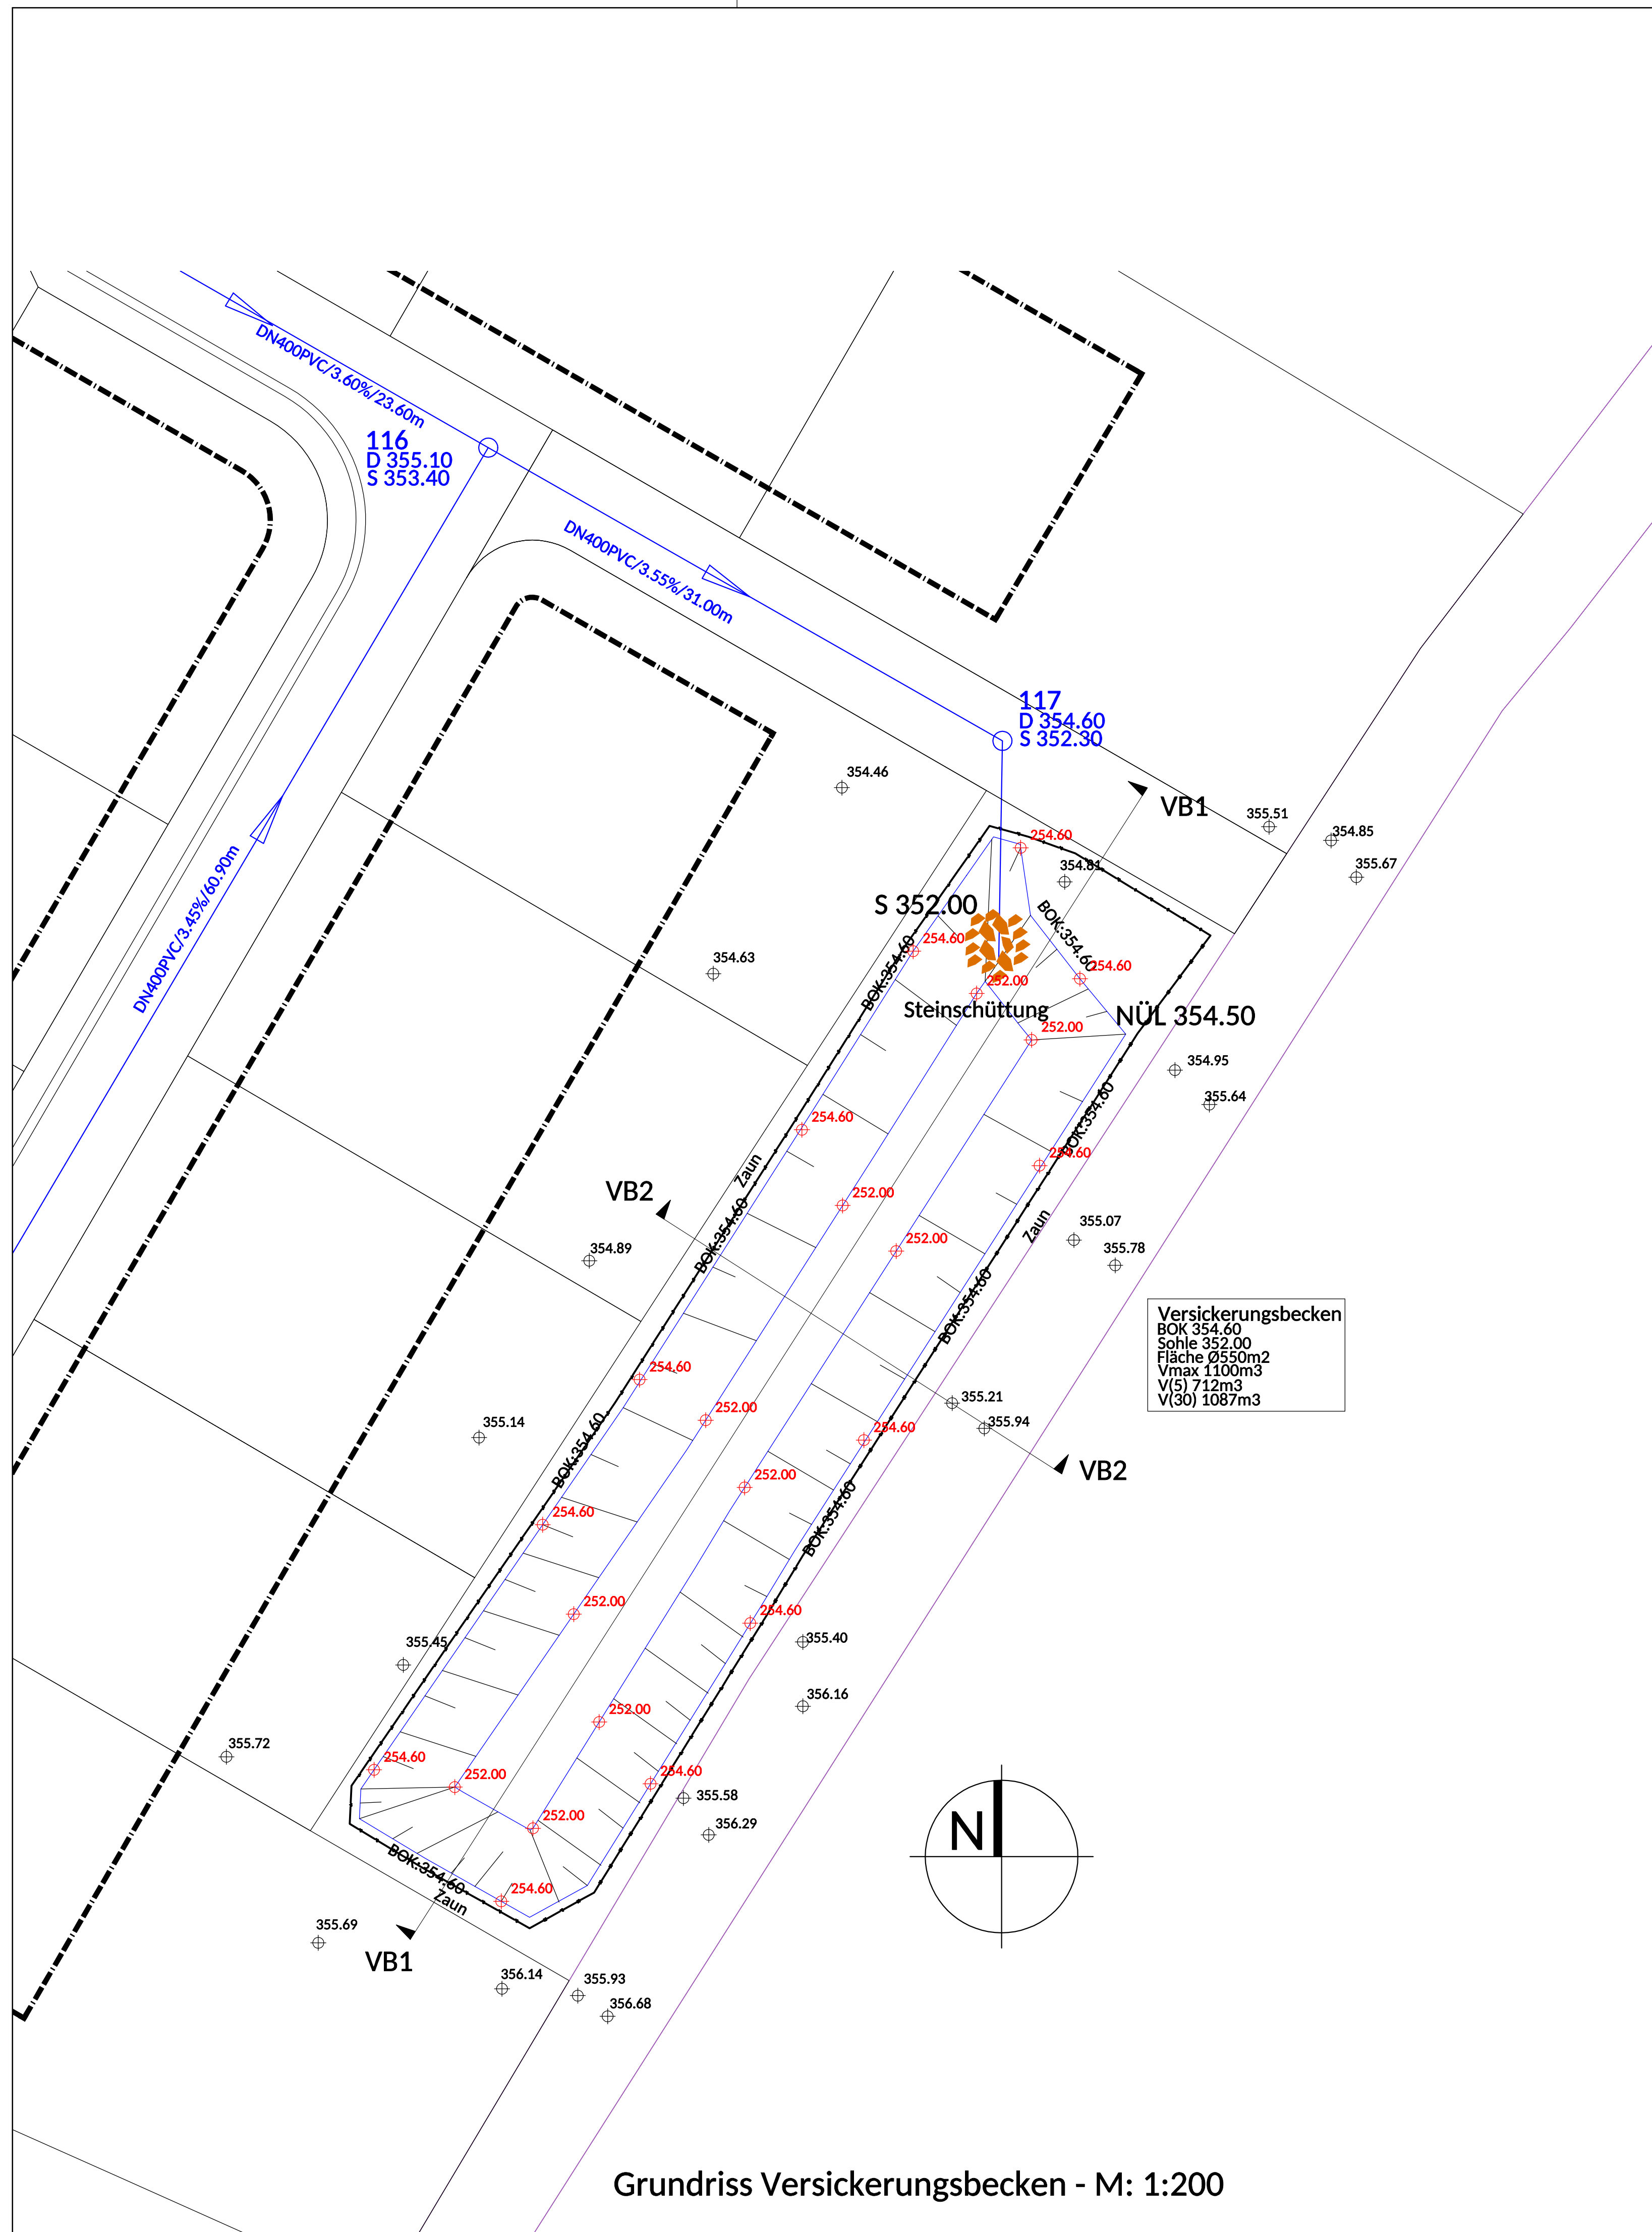 DN400PVC/3.60%/23.60m
116
D 355.10
S 353.40
DN400PVC/3.55%/31.00m
DN400PVC/3.45%/60.90m
117
D 354.60
S 352.30
354.46
VB1
355.51
354.85
355.67
254.60
354.81
S 352.00
BOK:354.60
254.60
BOK:354.60
254.60
354.63
252.00
Steinschüttung
252.00
NÜL 354.50
354.95
355.64
BOK:354.60
254.60
254.60
Zaun
VB2
252.00
BOK:354.60
Zaun
355.07
355.78
354.89
252.00
BOK:354.60
Versickerungsbecken
BOK 354.60
Sohle 352.00
Fläche Ø550m2
Vmax 1100m3
V(5) 712m3
V(30) 1087m3
254.60
252.00
355.21
355.94
355.14
254.60
BOK:354.60
252.00
VB2
254.60
BOK:354.60
252.00
254.60
355.40
355.45
356.16
252.00
355.72
254.60
252.00
254.60
355.58
252.00
356.29
BOK:354.60
Zaun
254.60
N
355.69
VB1
356.14
355.93
356.68
Grundriss Versickerungsbecken - M: 1:200